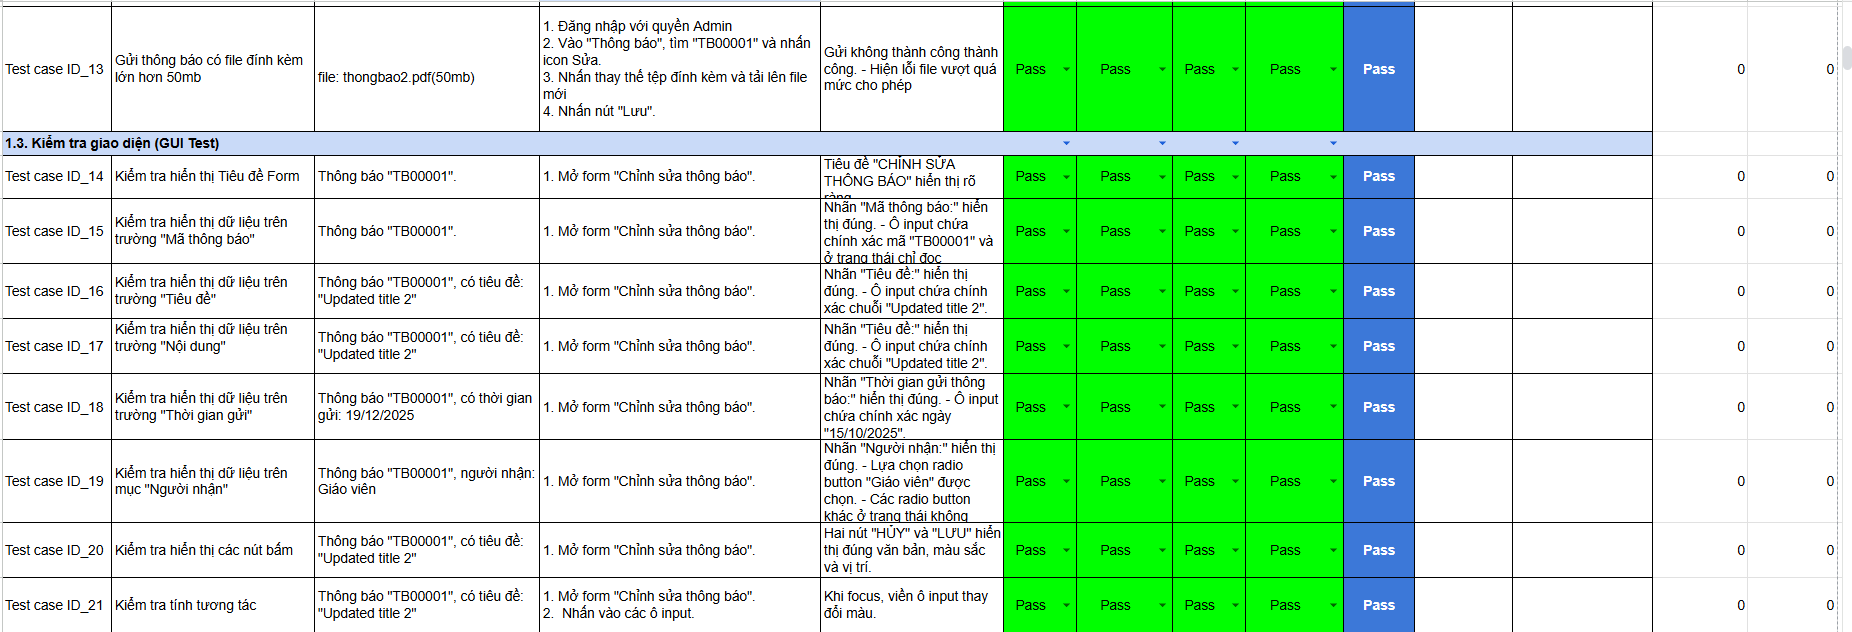 Test case ID_13
Gửi thông báo có file đính kèm
lớn hơn 50mb
file: thongbao2.pdf(50mb)
1. Đăng nhập với quyền Admin
2. Vào "Thông báo", tìm "TB00001" và nhấn
icon Sửa.
3. Nhấn thay thế tệp đính kèm và tải lên file
mới
4. Nhấn nút "Lưu".
Gửi không thành công thành
công. - Hiện lỗi file vượt quá
mức cho phép
Pass Pass Pass Pass Pass 0 0
1.3. Kiểm tra giao diện (GUI Test)
Test case ID_14
Kiểm tra hiển thị Tiêu đề Form
Thông báo "TB00001".
1. Mở form "Chỉnh sửa thông báo".
Tiêu đề "CHỈNH SỬA
THÔNG BÁO" hiển thị rõ
ràng
Pass Pass Pass Pass Pass 0 0
Test case ID_15
Kiểm tra hiển thị dữ liệu trên
trường "Mã thông báo"
Thông báo "TB00001".
1. Mở form "Chỉnh sửa thông báo".
Nhãn "Mã thông báo:" hiển
thị đúng. - Ô input chứa
chính xác mã "TB00001" và
ở trạng thái chỉ đọc
Pass Pass Pass Pass Pass 0 0
Test case ID_16
Kiểm tra hiển thị dữ liệu trên
trường "Tiêu đề"
Thông báo "TB00001", có tiêu đề:
"Updated title 2"
1. Mở form "Chỉnh sửa thông báo".
Nhãn "Tiêu đề:" hiển thị
đúng. - Ô input chứa chính
xác chuỗi "Updated title 2".
Pass Pass Pass Pass Pass 0 0
Test case ID_17
Kiểm tra hiển thị dữ liệu trên
trường "Nội dung"
Thông báo "TB00001", có tiêu đề:
"Updated title 2"
1. Mở form "Chỉnh sửa thông báo".
Nhãn "Tiêu đề:" hiển thị
đúng. - Ô input chứa chính
xác chuỗi "Updated title 2".
Pass Pass Pass Pass Pass 0 0
Test case ID_18
Kiểm tra hiển thị dữ liệu trên
trường "Thời gian gửi"
Thông báo "TB00001", có thời gian
gửi: 19/12/2025
1. Mở form "Chỉnh sửa thông báo".
Nhãn "Thời gian gửi thông
báo:" hiển thị đúng. - Ô input
chứa chính xác ngày
"15/10/2025".
Pass Pass Pass Pass Pass 0 0
Test case ID_19
Kiểm tra hiển thị dữ liệu trên
mục "Người nhận"
Thông báo "TB00001", người nhận:
Giáo viên
1. Mở form "Chỉnh sửa thông báo".
Nhãn "Người nhận:" hiển thị
đúng. - Lựa chọn radio
button "Giáo viên" được
chọn. - Các radio button
khác ở trạng thái không
Pass Pass Pass Pass Pass 0 0
Test case ID_20
Kiểm tra hiển thị các nút bấm
Thông báo "TB00001", có tiêu đề:
"Updated title 2"
1. Mở form "Chỉnh sửa thông báo".
Hai nút "HỦY" và "LƯU" hiển
thị đúng văn bản, màu sắc
và vị trí.
Pass Pass Pass Pass Pass 0 0
Test case ID_21
Kiểm tra tính tương tác
Thông báo "TB00001", có tiêu đề:
"Updated title 2"
1. Mở form "Chỉnh sửa thông báo".
2. Nhấn vào các ô input.
Khi focus, viền ô input thay
đổi màu.
Pass Pass Pass Pass Pass 0 0